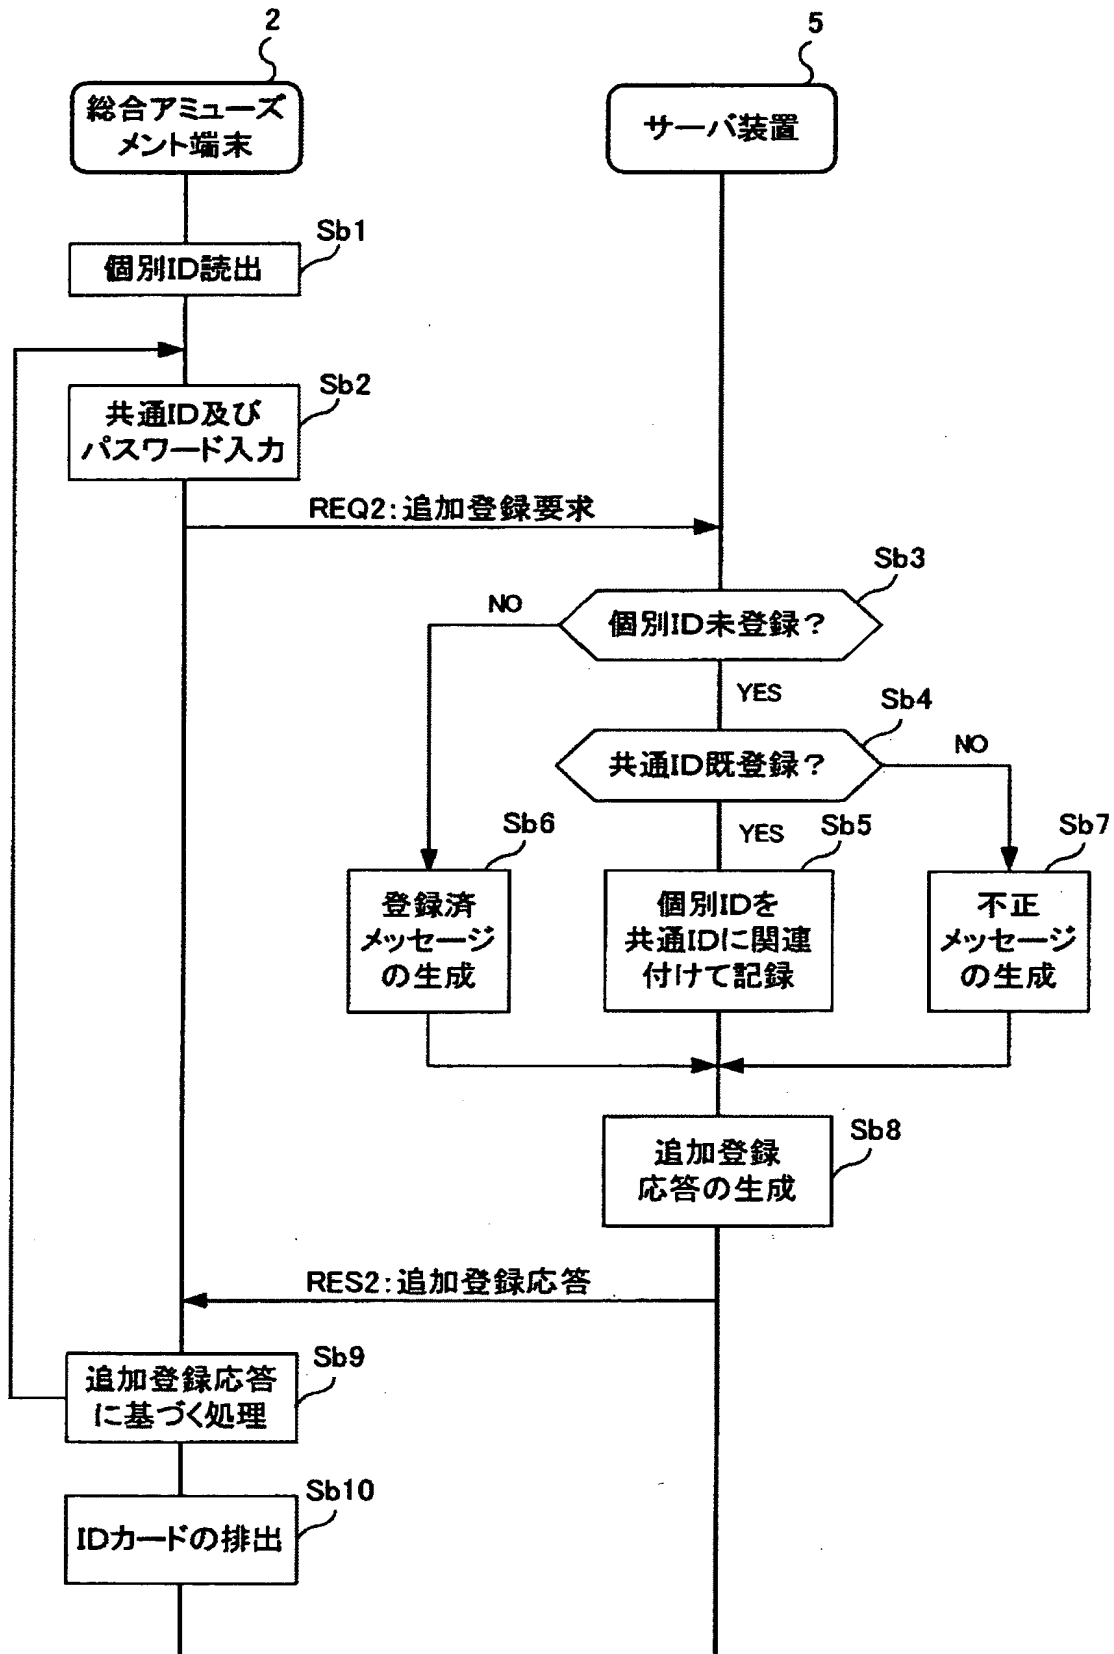 2
5
総合アミューズ
メント端末
サーバ装置
Sb1
個別ID読出
Sb2
共通ID及び
パスワード入力
REQ2:追加登録要求
Sb3
NO
個別ID未登録？
YES
Sb4
NO
共通ID既登録？
YES
Sb6
Sb5
Sb7
登録済
メッセージ
の生成
個別IDを
共通IDに関連
付けて記録
不正
メッセージ
の生成
Sb8
追加登録
応答の生成
RES2:追加登録応答
Sb9
追加登録応答
に基づく処理
Sb10
IDカードの排出